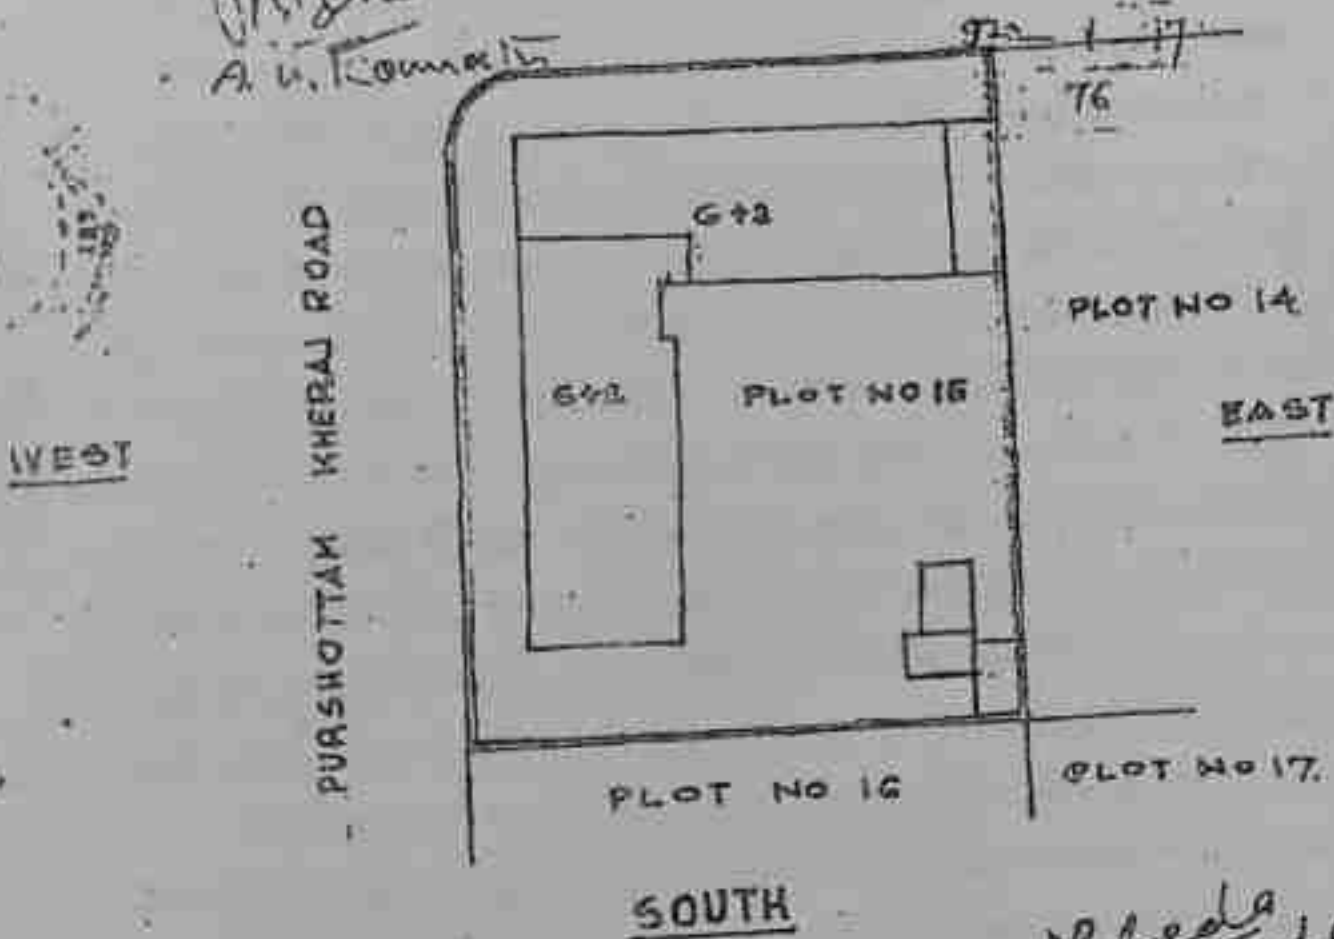 A. U. Kamath
76
G+2
PURSHOTTAM KHERAJ ROAD
PLOT NO 14
G+2
PLOT NO 15
EAST
WEST
PLOT NO 16
PLOT NO 17.
SOUTH